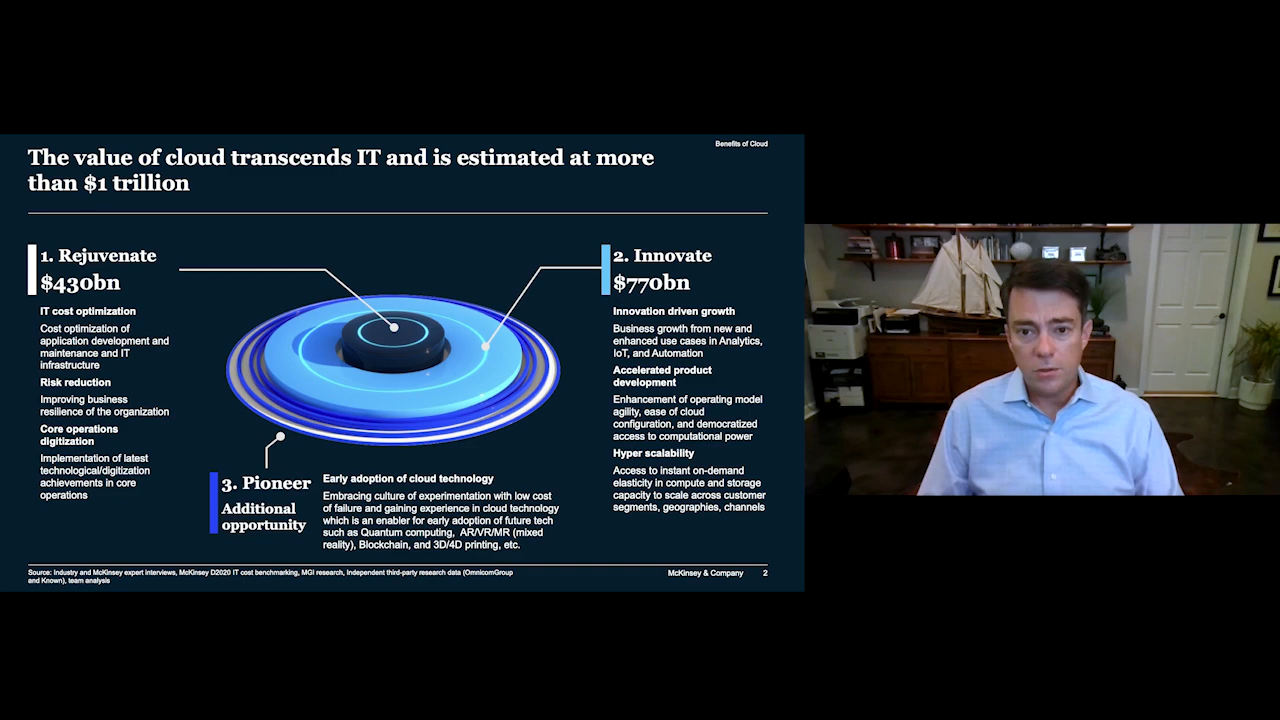 Benefits of Cloud
The value of cloud transcends IT and is estimated at more
than $1 trillion
1. Rejuvenate
$430bn
IT cost optimization
Cost optimization of
application development and
maintenance and IT
infrastructure
Risk reduction
Improving business
resilience of the organization
Core operations
digitization
Implementation of latest
technological/digitization
achievements in core
operations
2. Innovate
$770bn
Innovation driven growth
Business growth from new and
enhanced use cases in Analytics,
IoT, and Automation
Accelerated product
development
Enhancement of operating model
agility, ease of cloud
configuration, and democratized
access to computational power
Hyper scalability
Access to instant on-demand
elasticity in compute and storage
capacity to scale across customer
segments, geographies, channels
3. Pioneer
Additional
opportunity
Early adoption of cloud technology
Embracing culture of experimentation with low cost
of failure and gaining experience in cloud technology
which is an enabler for early adoption of future tech
such as Quantum computing, AR/VR/MR (mixed
reality), Blockchain, and 3D/4D printing, etc.
Source: Industry and McKinsey expert interviews, McKinsey D2020 IT cost benchmarking, MGI research, Independent third-party research data (OmnicomGroup
and Known), team analysis
McKinsey & Company 2